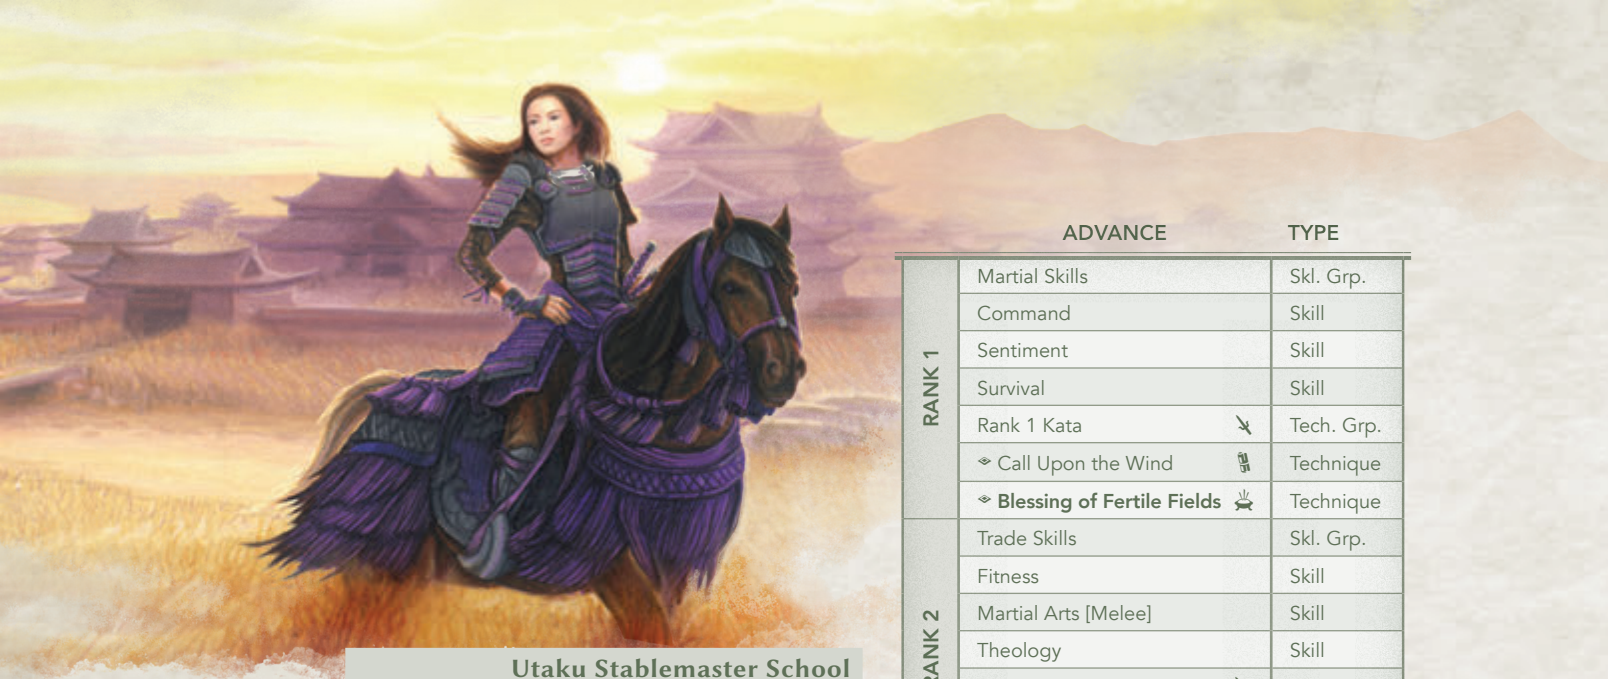 ADVANCE TYPE
RANK 1
Martial Skills Skl. Grp.
Command Skill
Sentiment Skill
Survival Skill
Rank 1 Kata Tech. Grp.
Call Upon the Wind Technique
Blessing of Fertile Fields Technique
RANK 2
Trade Skills Skl. Grp.
Fitness Skill
Martial Arts [Melee] Skill
Theology Skill
Utaku Stablemaster School